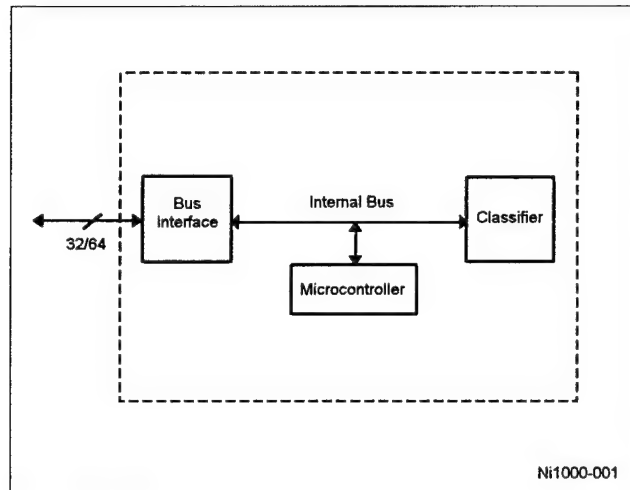 Bus
Interface
Internal Bus
Classifier
32/64
Microcontroller
Ni1000-001